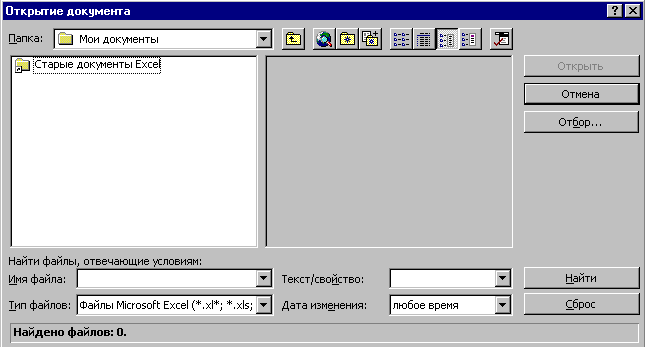 Открытие документа
Папка: Мои документы
Старые документы Excel
Открыть
Отмена
Отбор...
Найти файлы, отвечающие условиям:
Имя файла: Текст/свойство: Найти
Тип файлов: Файлы Microsoft Excel (*.xl*; *.xls; Дата изменения: любое время Сброс
Найдено файлов: 0.